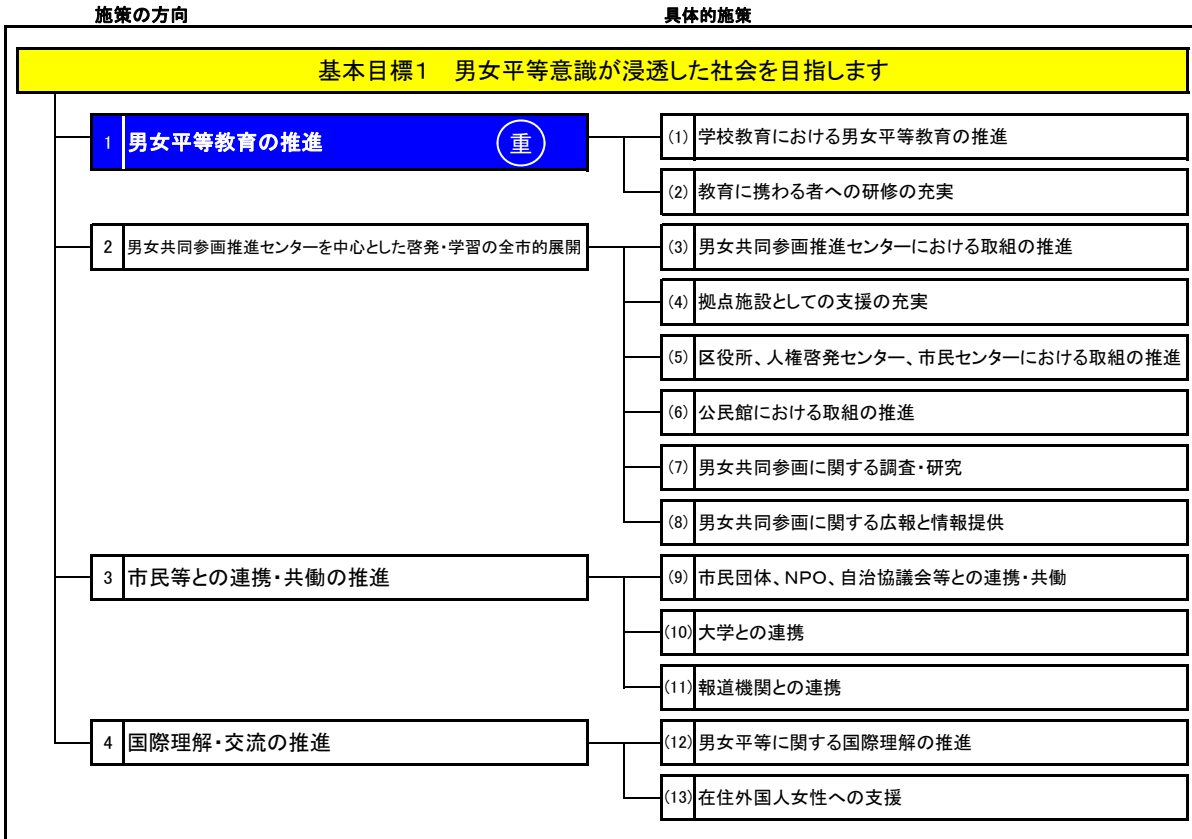 施策の方向
具体的施策
基本目標1 男女平等意識が浸透した社会を目指します
1 男女平等教育の推進 重
(1) 学校教育における男女平等教育の推進
(2) 教育に携わる者への研修の充実
2 男女共同参画推進センターを中心とした啓発・学習の全市的展開
(3) 男女共同参画推進センターにおける取組の推進
(4) 拠点施設としての支援の充実
(5) 区役所、人権啓発センター、市民センターにおける取組の推進
(6) 公民館における取組の推進
(7) 男女共同参画に関する調査・研究
(8) 男女共同参画に関する広報と情報提供
3 市民等との連携・共働の推進
(9) 市民団体、NPO、自治協議会等との連携・共働
(10) 大学との連携
(11) 報道機関との連携
4 国際理解・交流の推進
(12) 男女平等に関する国際理解の推進
(13) 在住外国人女性への支援